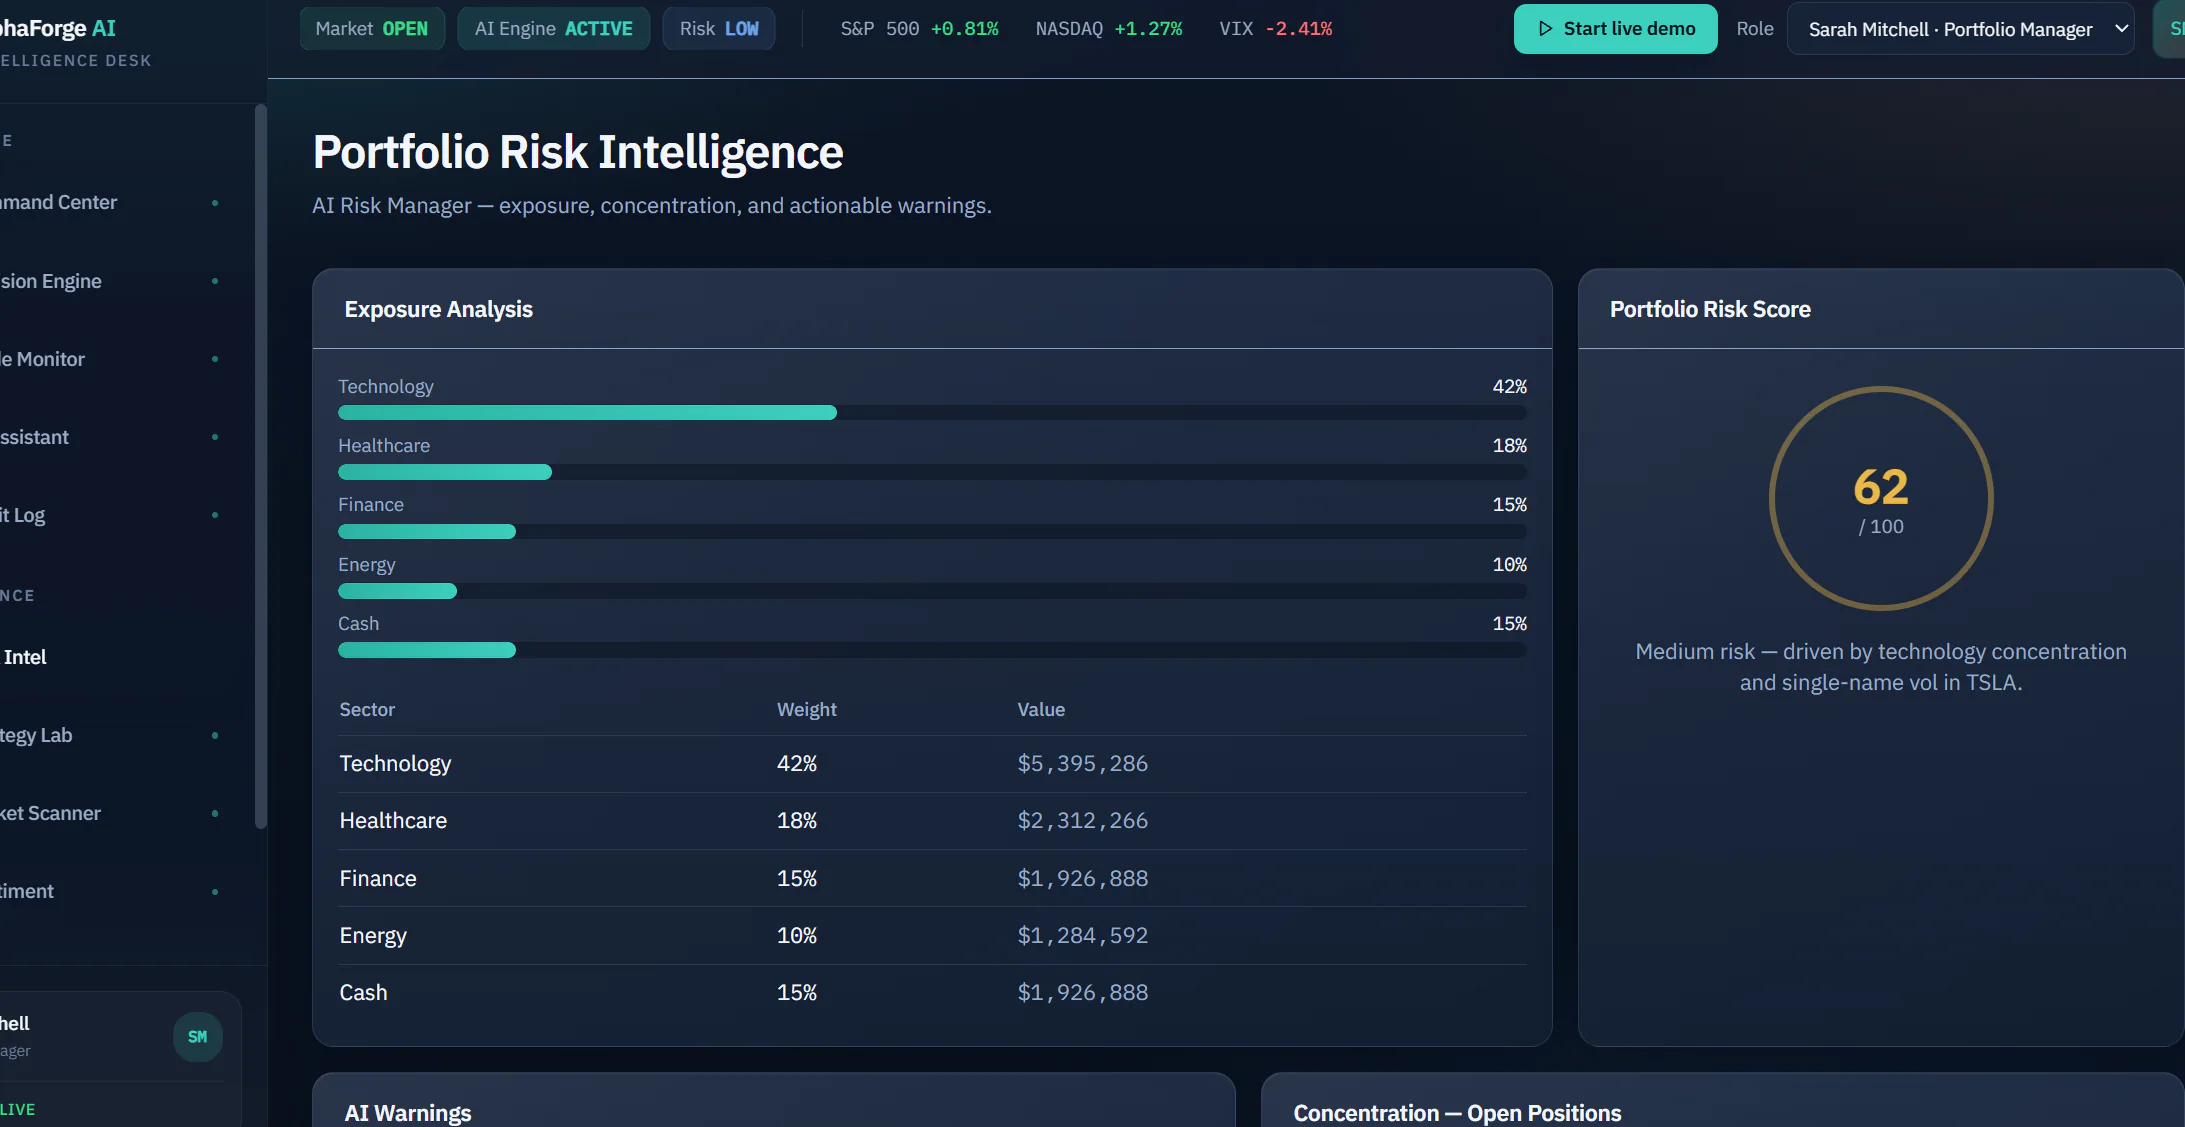 phaForge AI
ELLIGENCE DESK
Market OPEN
AI Engine ACTIVE
Risk LOW
S&P 500 +0.81%
NASDAQ +1.27%
VIX -2.41%
Start live demo
Role
Sarah Mitchell · Portfolio Manager
E
mmand Center
sion Engine
le Monitor
ssistant
it Log
NCE
Intel
tegy Lab
ket Scanner
timent
hell
ager
SM
LIVE
Portfolio Risk Intelligence
AI Risk Manager — exposure, concentration, and actionable warnings.
Exposure Analysis
Technology 42%
Healthcare 18%
Finance 15%
Energy 10%
Cash 15%
Sector Weight Value
Technology 42% $5,395,286
Healthcare 18% $2,312,266
Finance 15% $1,926,888
Energy 10% $1,284,592
Cash 15% $1,926,888
Portfolio Risk Score
62
/ 100
Medium risk — driven by technology concentration
and single-name vol in TSLA.
AI Warnings
Concentration — Open Positions